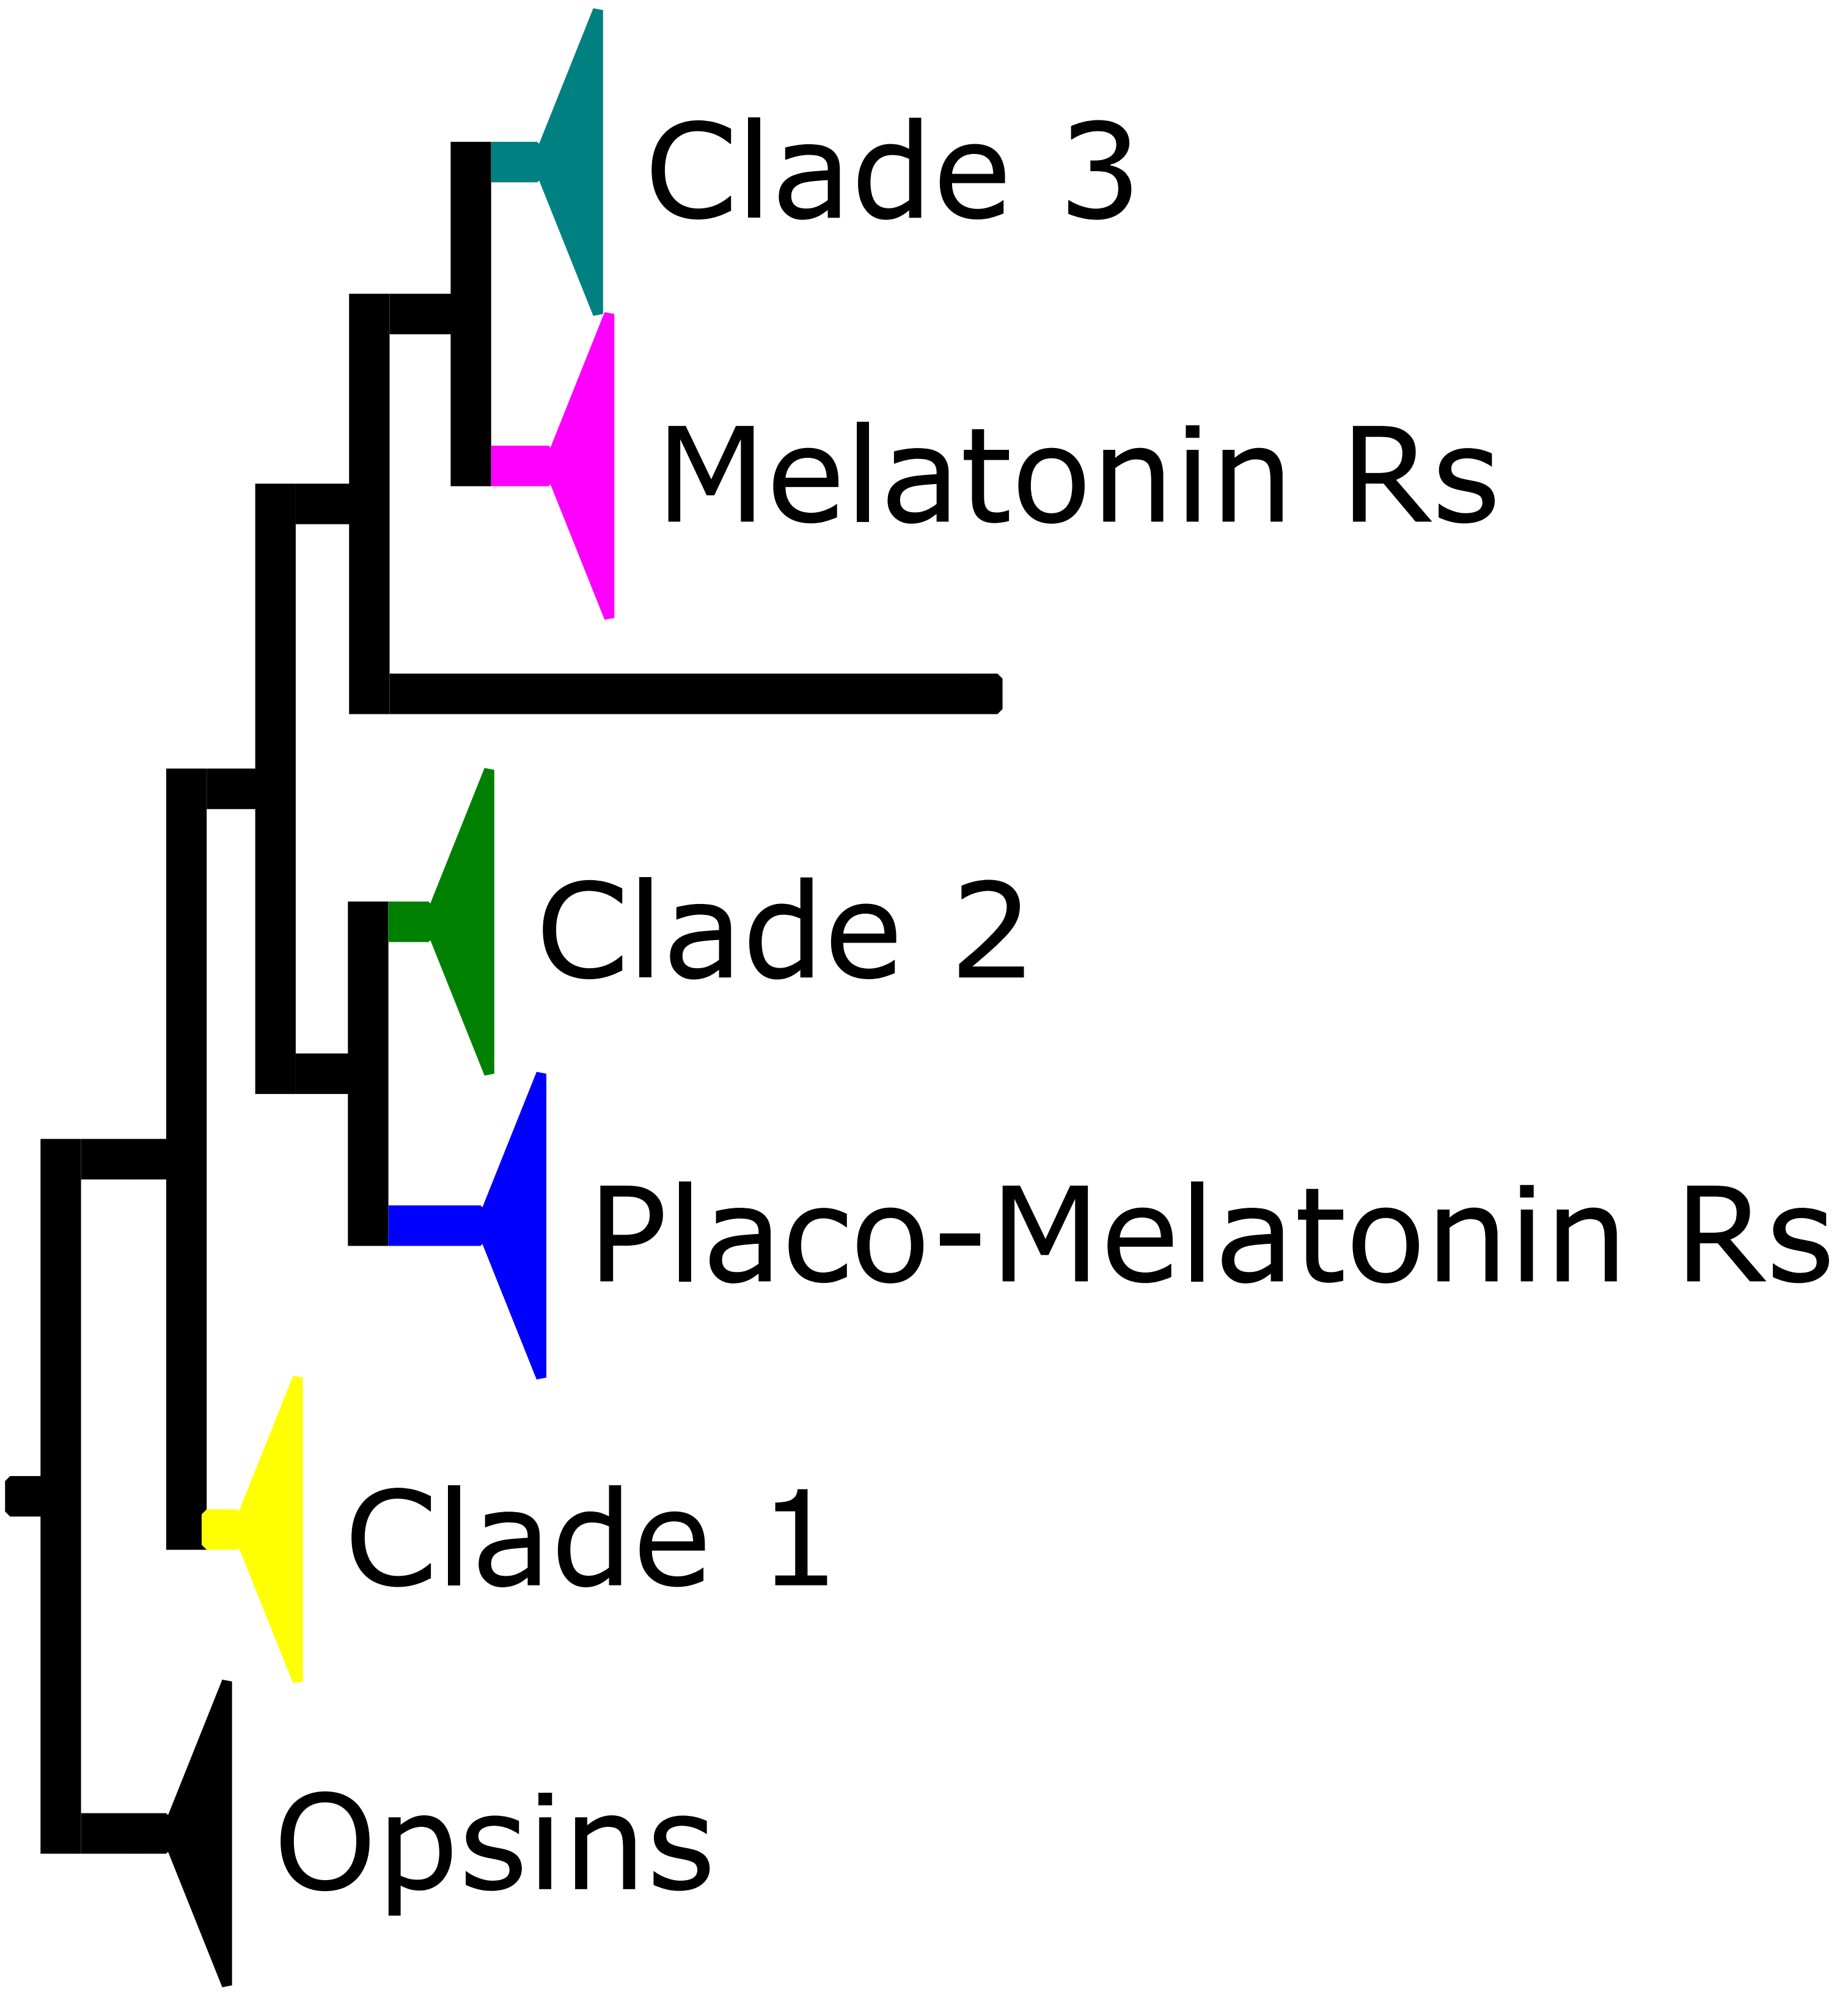 Clade 3
Melatonin Rs
Clade 2
Placo-Melatonin Rs
Clade 1
Opsins